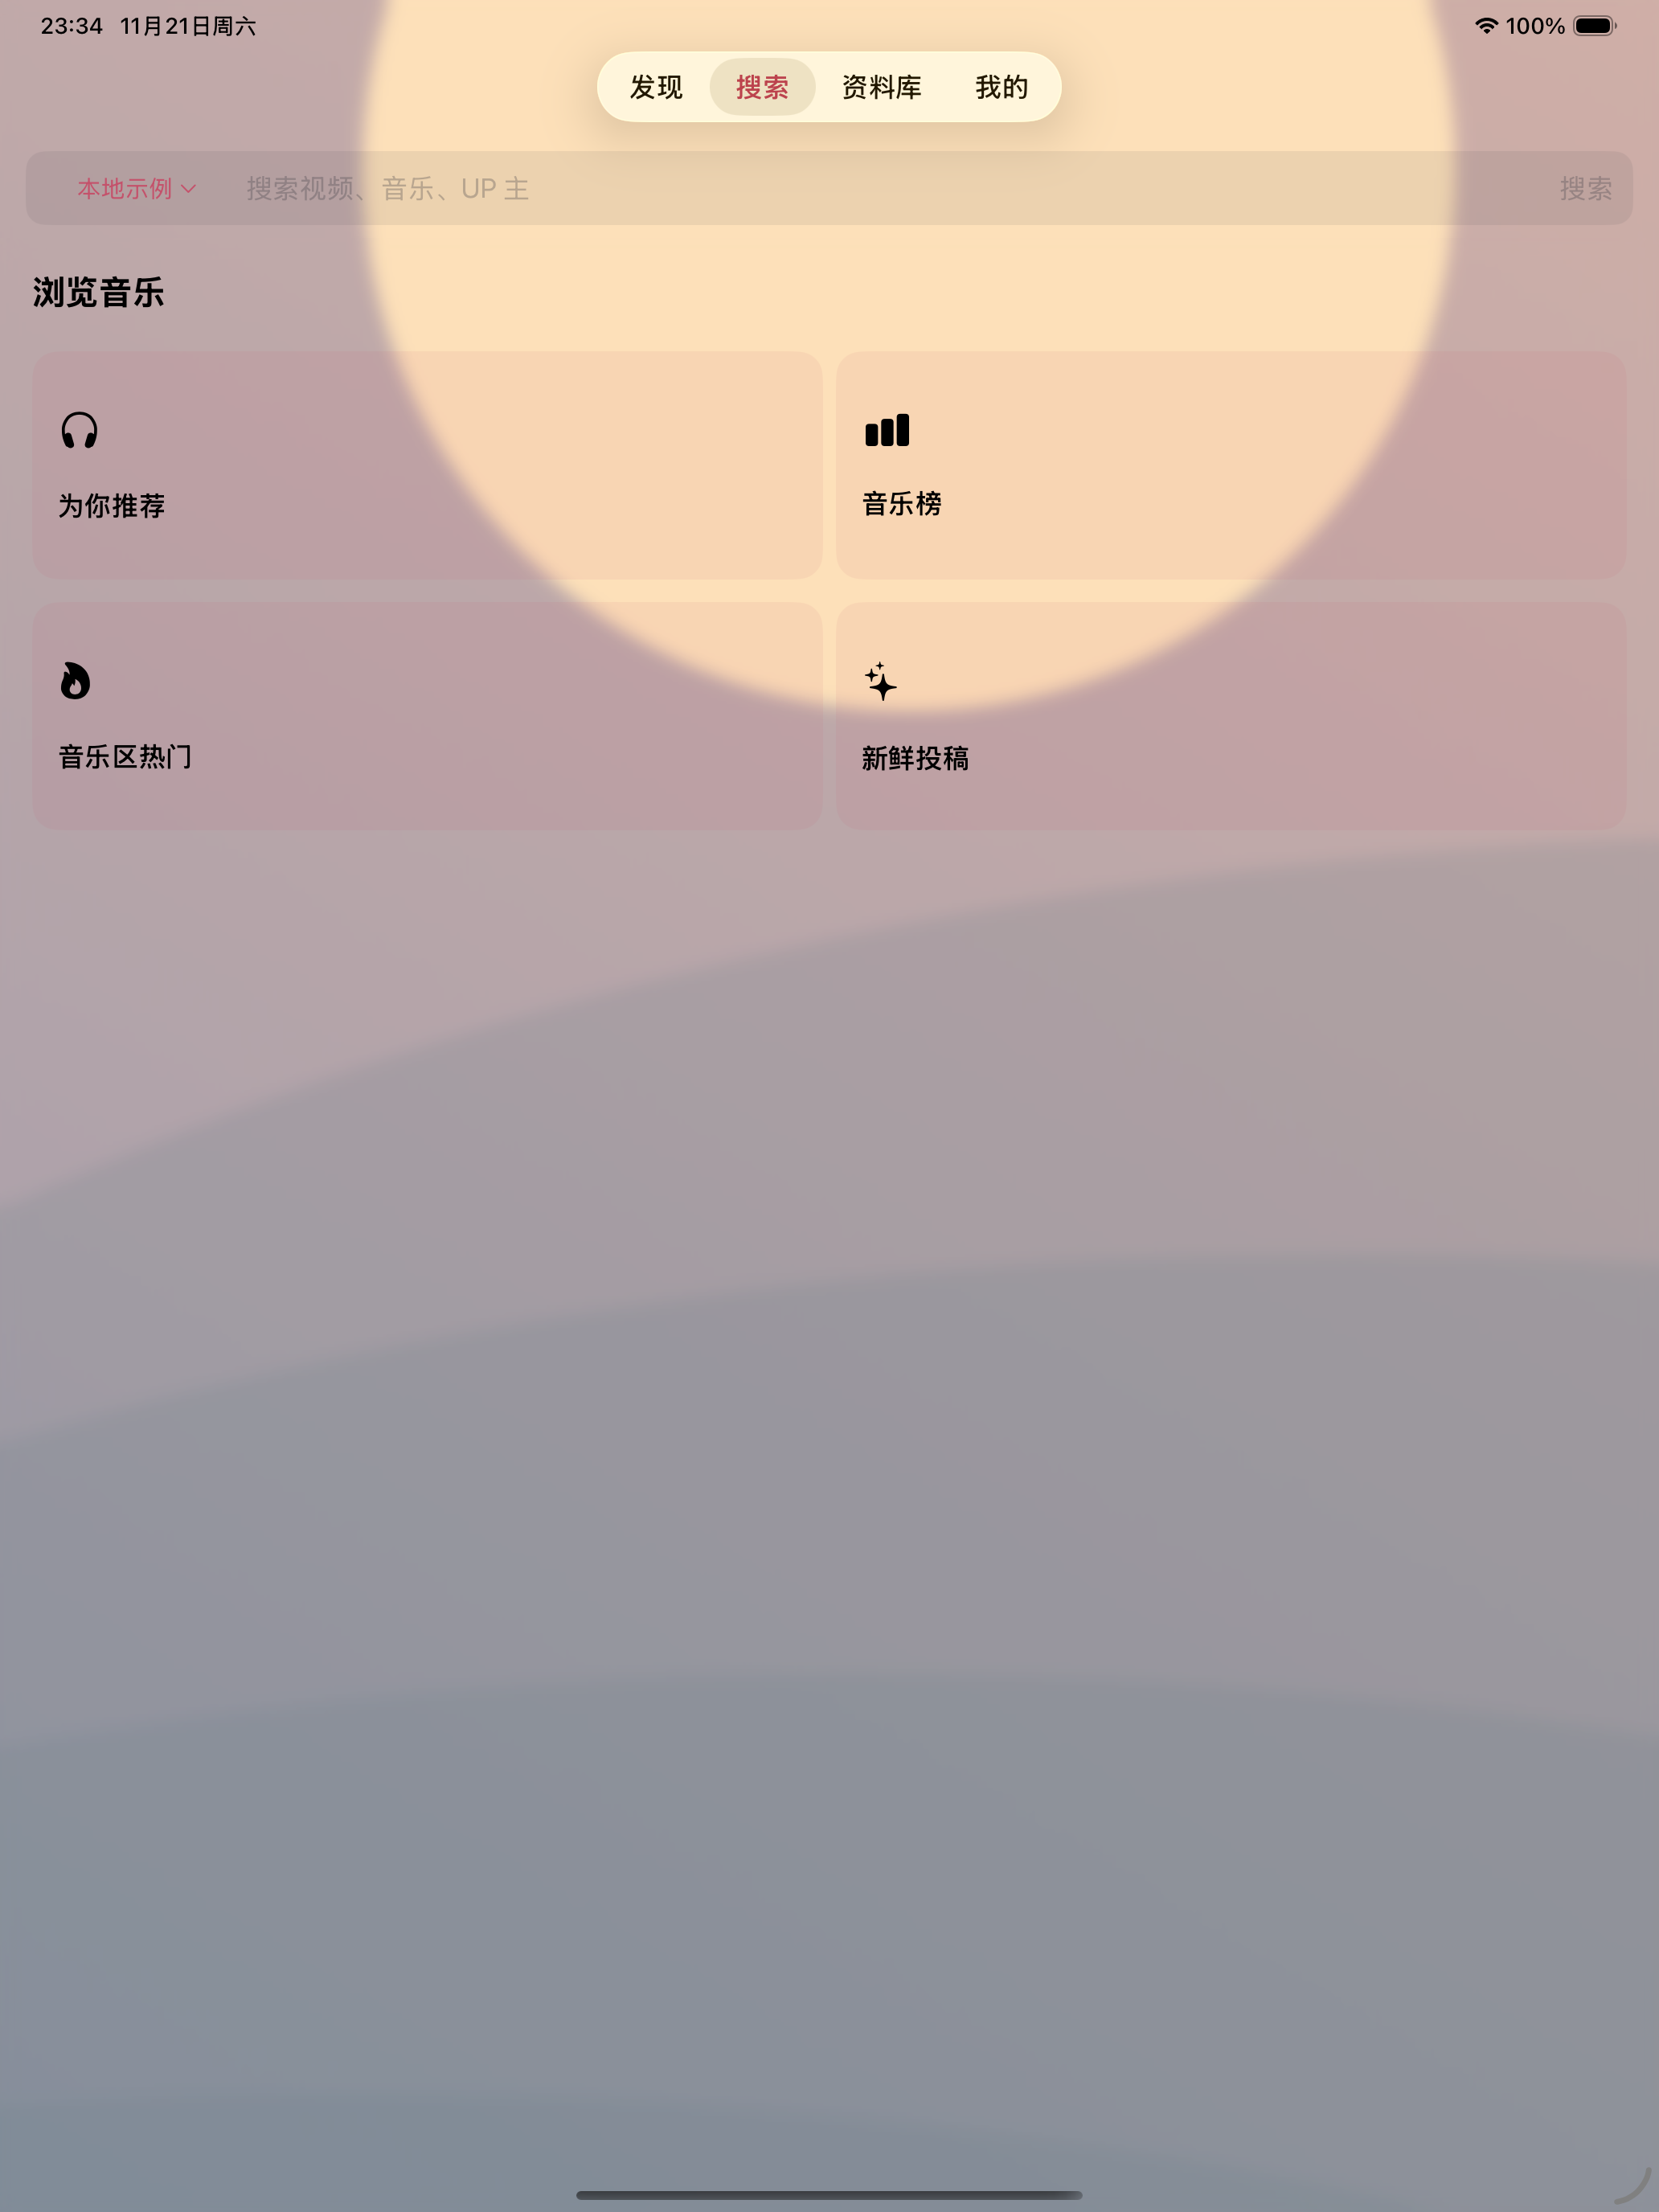 23:34 11月21日周六 100%
发现 搜索 资料库 我的
本地示例 搜索视频、音乐、UP 主 搜索
浏览音乐
为你推荐 音乐榜
音乐区热门 新鲜投稿